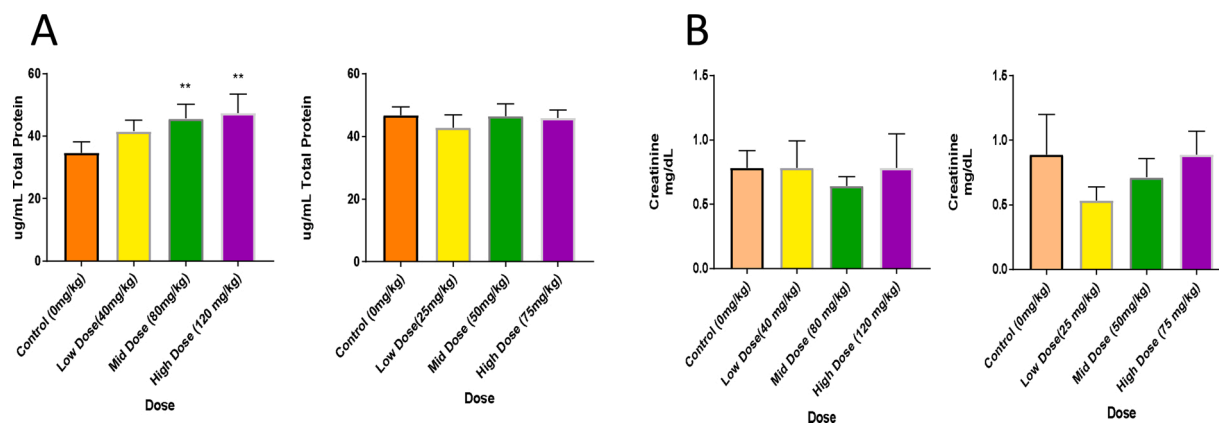 A
B
ug/mL Total Protein
60
40
20
0
**
**
Control (0mg/kg)
Low Dose(40mg/kg)
Mid Dose (80mg/kg)
High Dose (120 mg/kg)
Dose
ug/mL Total Protein
60
40
20
0
Control (0mg/kg)
Low Dose(25mg/kg)
Mid Dose (50mg/kg)
High Dose (75mg/kg)
Dose
Creatinine
mg/dL
1.5
1.0
0.5
0.0
Control (0mg/kg)
Low Dose(40 mg/kg)
Mid Dose (80 mg/kg)
High Dose (120 mg/kg)
Dose
Creatinine
mg/dL
1.5
1.0
0.5
0.0
Control (0mg/kg)
Low Dose(25 mg/kg)
Mid Dose (50mg/kg)
High Dose (75 mg/kg)
Dose